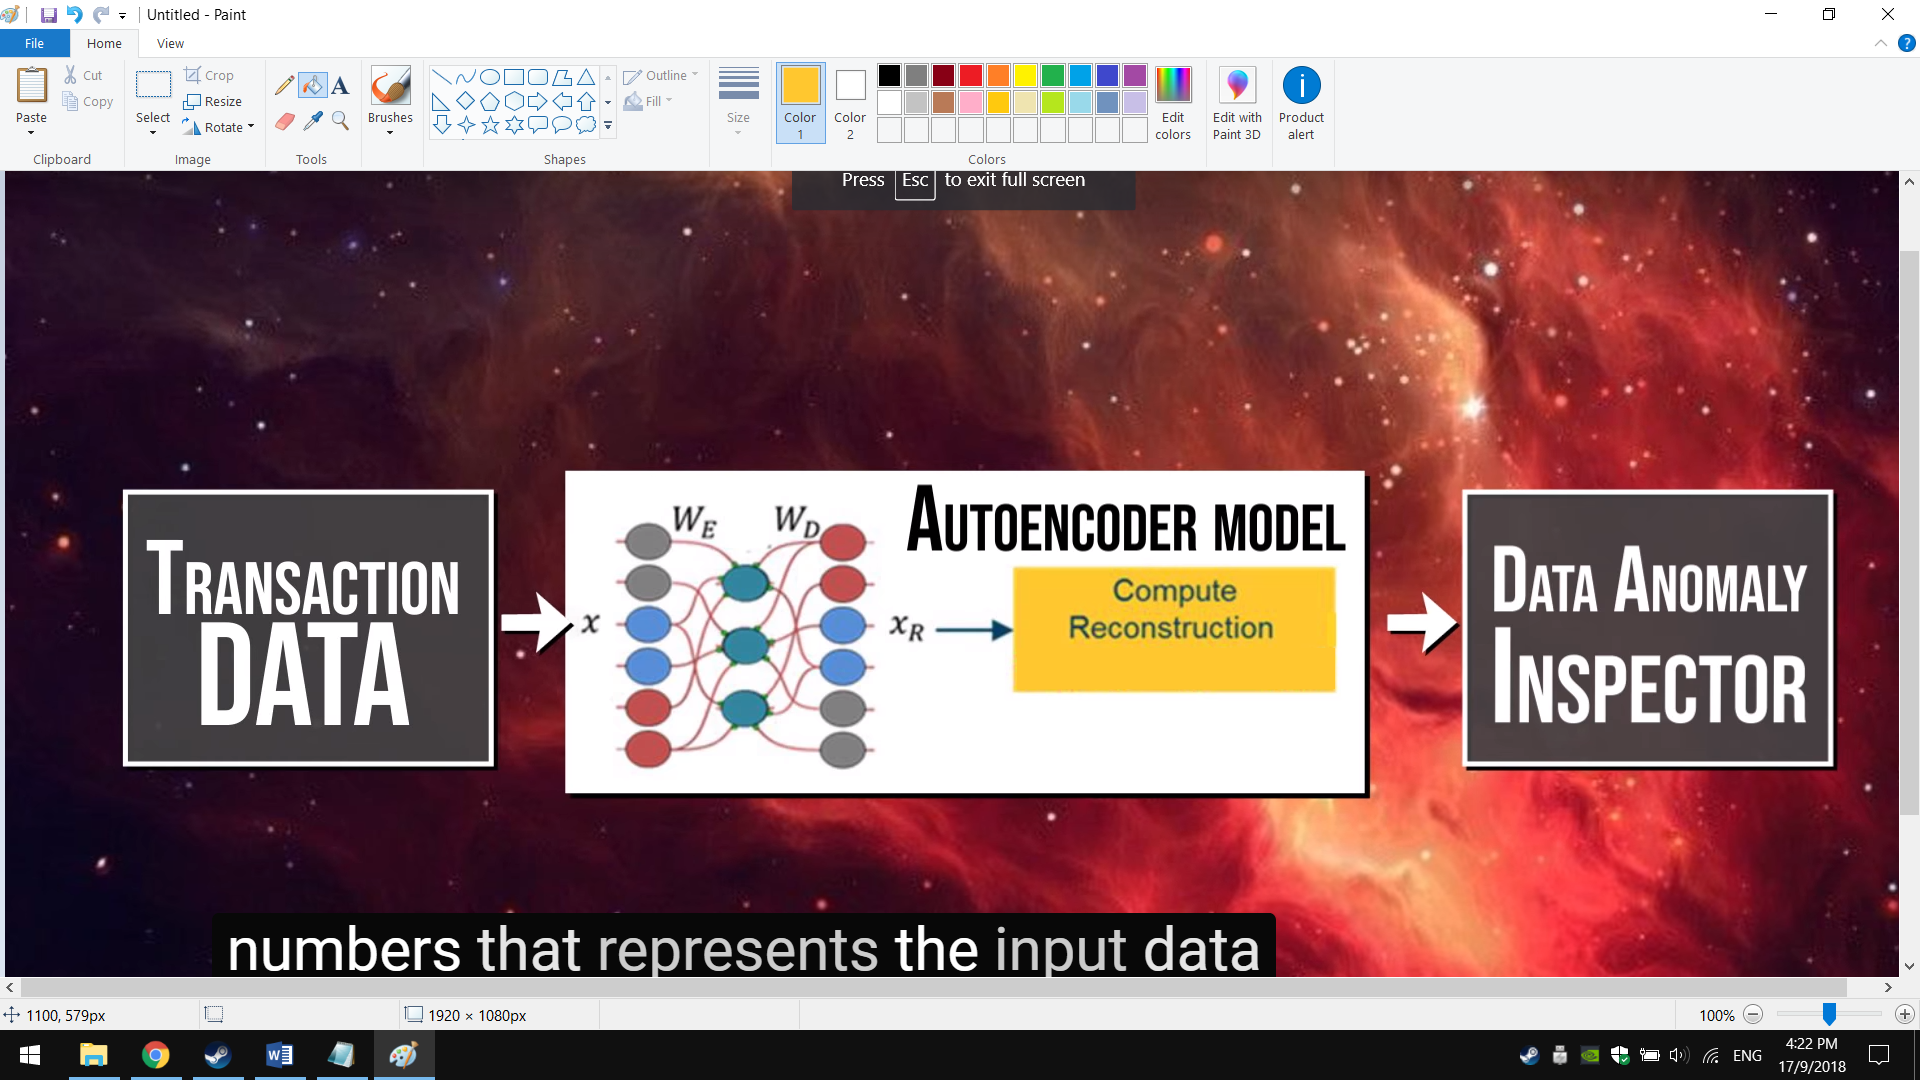 Untitled - Paint
File Home View
Paste
Cut
Copy
Clipboard
Select
Crop
Resize
Rotate
Image
A
Tools
Brushes
Shapes
Outline
Fill
Size
Color
1
Color
2
Edit
colors
Colors
Edit with
Paint 3D
Product
alert
Press Esc to exit full screen
TRANSACTION
DATA
x
W_E W_D
AUTOENCODER MODEL
x_R
Compute
Reconstruction
DATA ANOMALY
INSPECTOR
numbers that represents the input data
1100, 579px
1920 × 1080px
100%
ENG
4:22 PM
17/9/2018